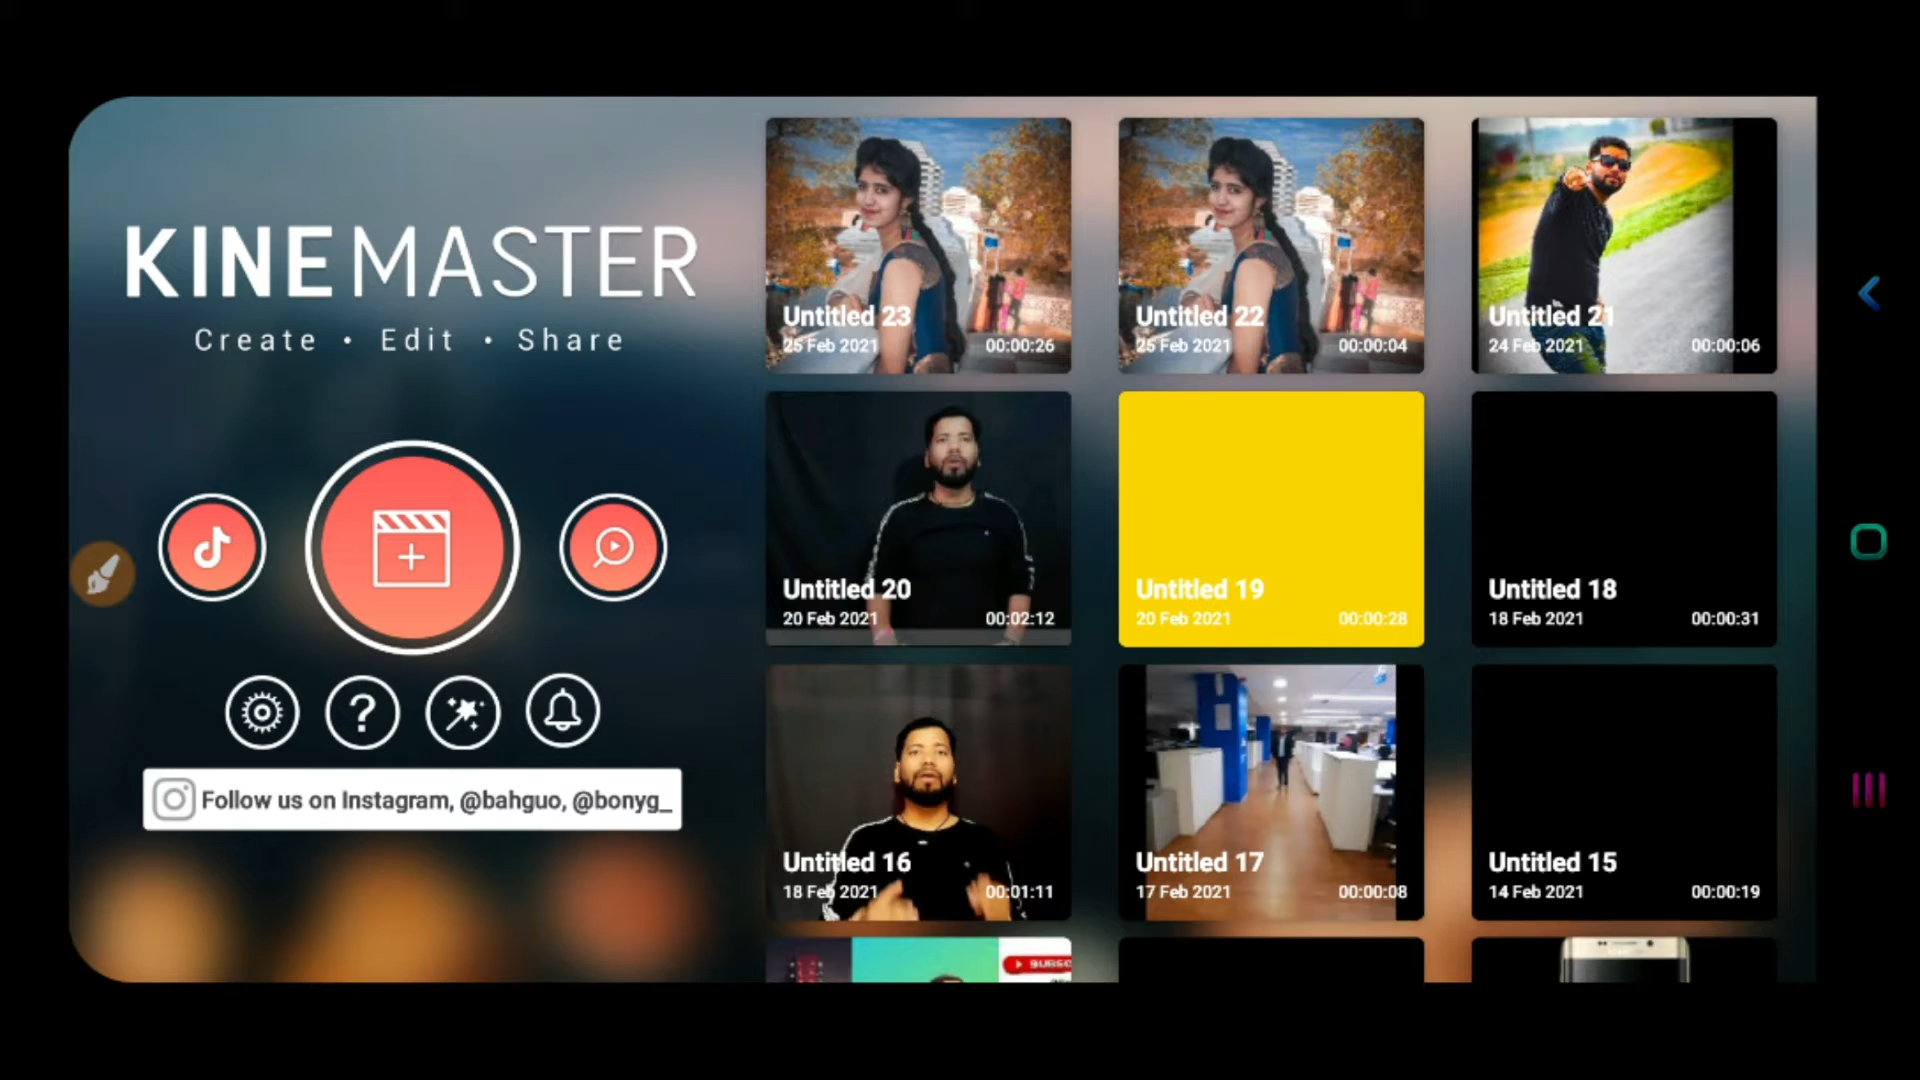 KINEMASTER
Create • Edit • Share
?
Follow us on Instagram, @bahguo, @bonyg_
Untitled 23
25 Feb 2021 00:00:26
Untitled 22
25 Feb 2021 00:00:04
Untitled 21
24 Feb 2021 00:00:06
Untitled 20
20 Feb 2021 00:02:12
Untitled 19
20 Feb 2021 00:00:28
Untitled 18
18 Feb 2021 00:00:31
Untitled 16
18 Feb 2021 00:01:11
Untitled 17
17 Feb 2021 00:00:08
Untitled 15
14 Feb 2021 00:00:19